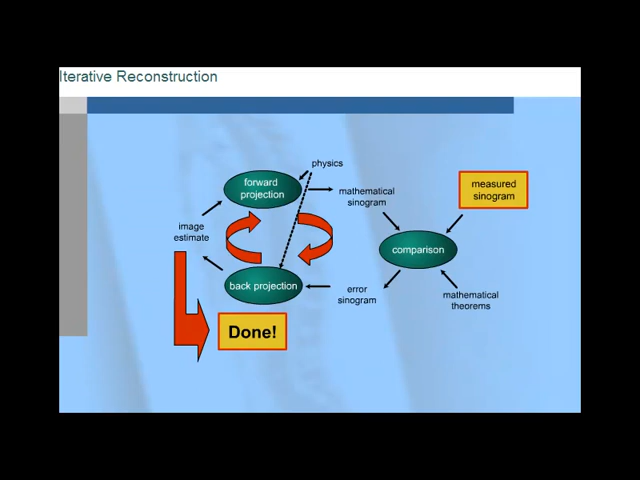 Iterative Reconstruction
physics
forward
projection
mathematical
sinogram
measured
sinogram
image
estimate
comparison
back projection
error
sinogram
mathematical
theorems
Done!